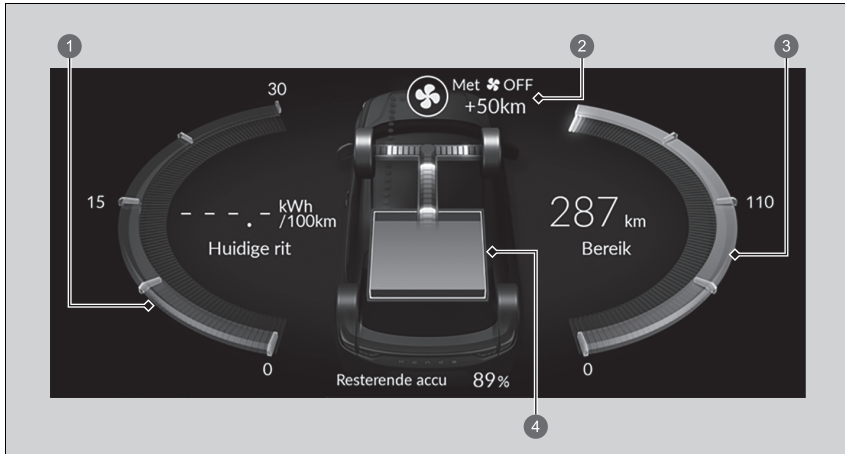 1
2
3
Met OFF
+50km
30
15
- - - . - kWh
/100km
Huidige rit
287 km
Bereik
110
0
0
Resterende accu 89%
4